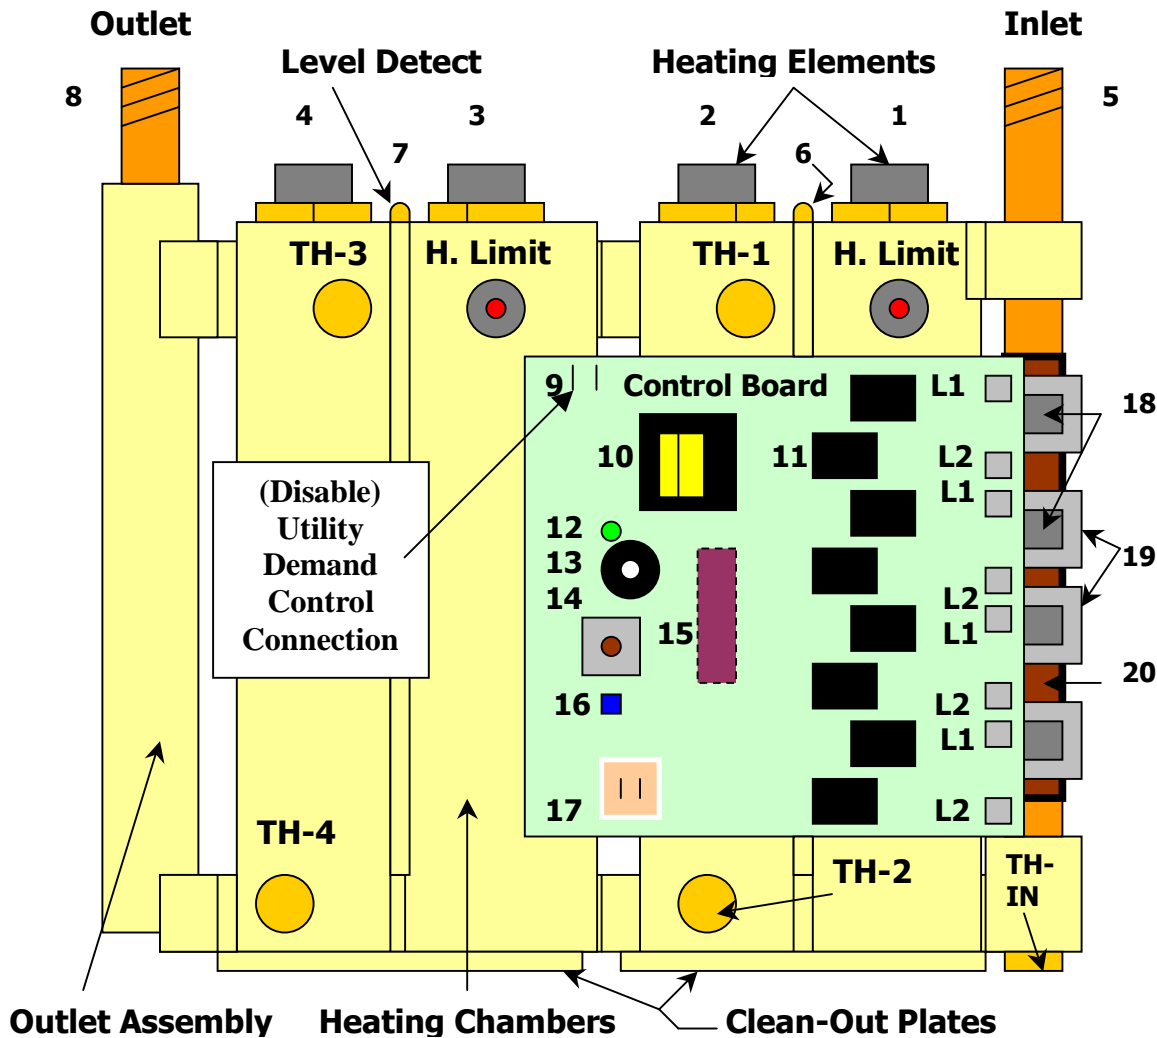 Outlet
Inlet
Level Detect
Heating Elements
8
4
3
2
1
5
7
6
TH-3
H. Limit
TH-1
H. Limit
9
Control Board
L1
18
10
11
L2
L1
(Disable)
Utility
Demand
Control
Connection
12
13
14
15
19
L2
L1
16
20
L2
L1
17
L2
TH-4
TH-2
TH-
IN
Outlet Assembly
Heating Chambers
Clean-Out Plates